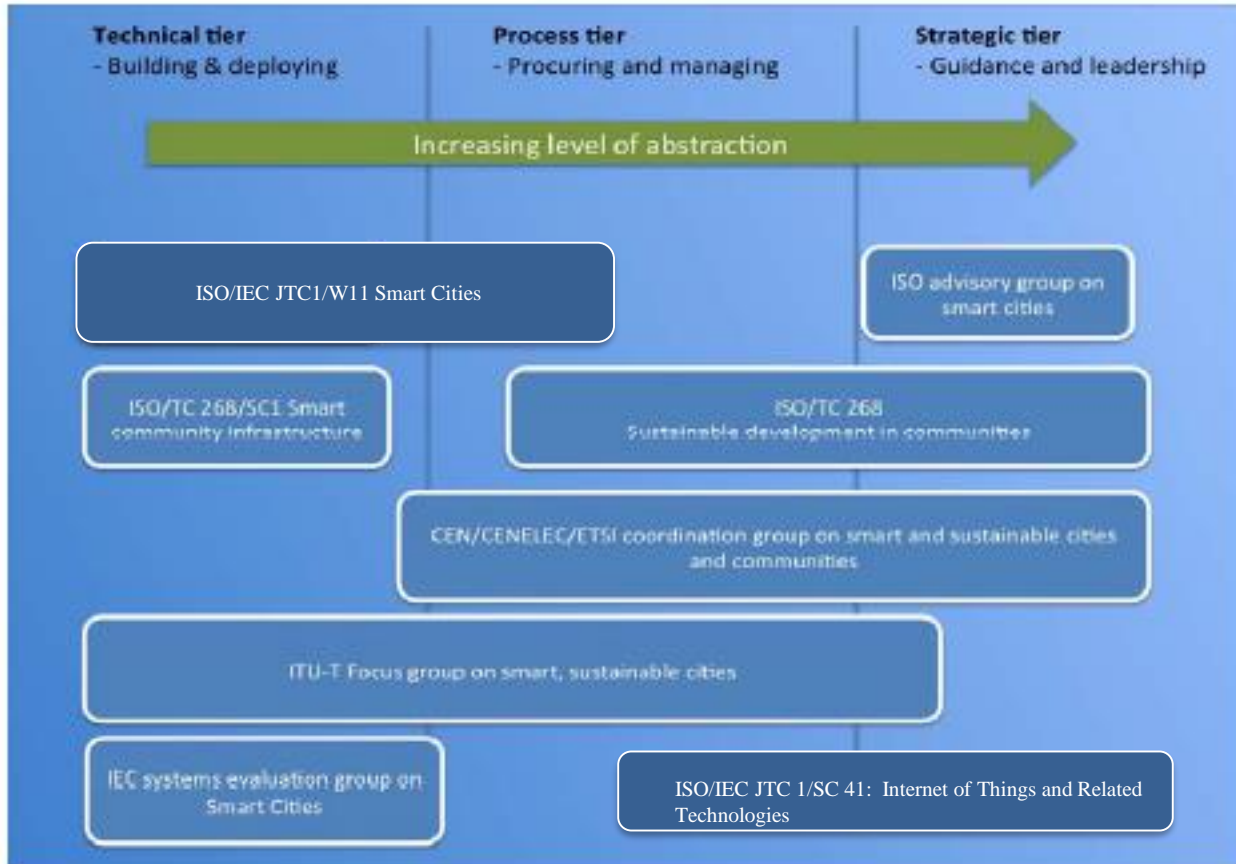 Technical tier
- Building & deploying
Process tier
- Procuring and managing
Strategic tier
- Guidance and leadership
Increasing level of abstraction
ISO/IEC JTC1/W11 Smart Cities
ISO advisory group on
smart cities
ISO/TC 268/SC1 Smart
community infrastructure
ISO/TC 268
Sustainable development in communities
CEN/CENELEC/ETSI coordination group on smart and sustainable cities
and communities
ITU-T Focus group on smart, sustainable cities
IEC systems evaluation group on
Smart Cities
ISO/IEC JTC 1/SC 41: Internet of Things and Related
Technologies